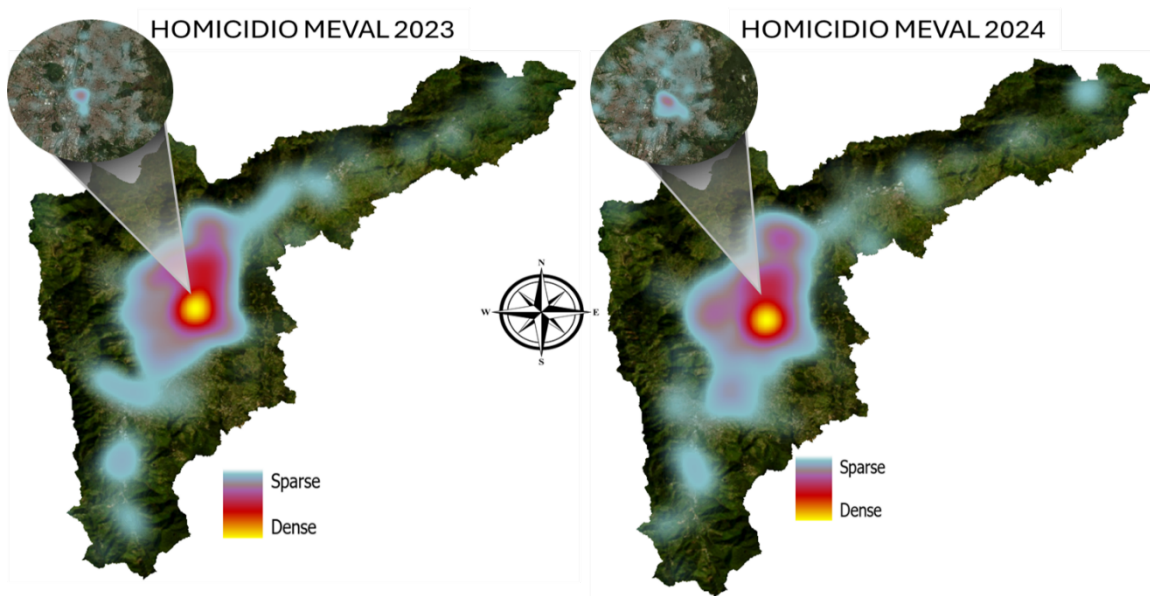 HOMICIDIO MEVAL 2023
HOMICIDIO MEVAL 2024
N
W
E
S
Sparse
Dense
Sparse
Dense